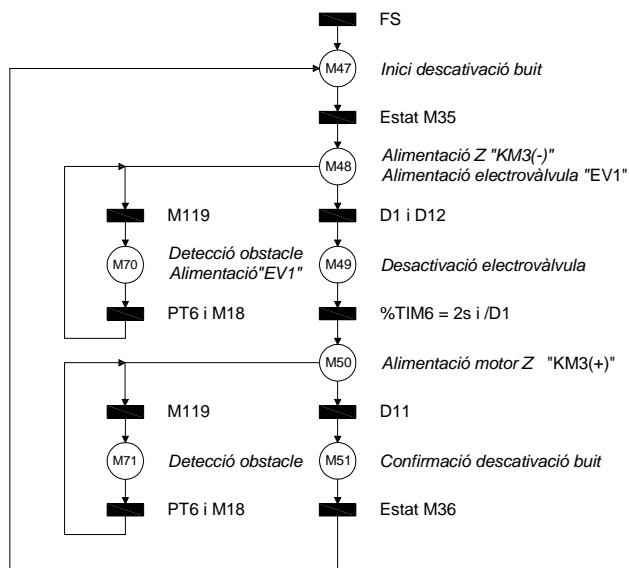 FS
M47 Inici descativació buit
Estat M35
M48 Alimentació Z "KM3(-)"
Alimentació electrovàlvula "EV1"
M119 D1 i D12
M70 Detecció obstacle
Alimentació"EV1"
M49 Desactivació electrovàlvula
PT6 i M18 %TIM6 = 2s i /D1
M50 Alimentació motor Z "KM3(+)"
M119 D11
M71 Detecció obstacle M51 Confirmació descativació buit
PT6 i M18 Estat M36